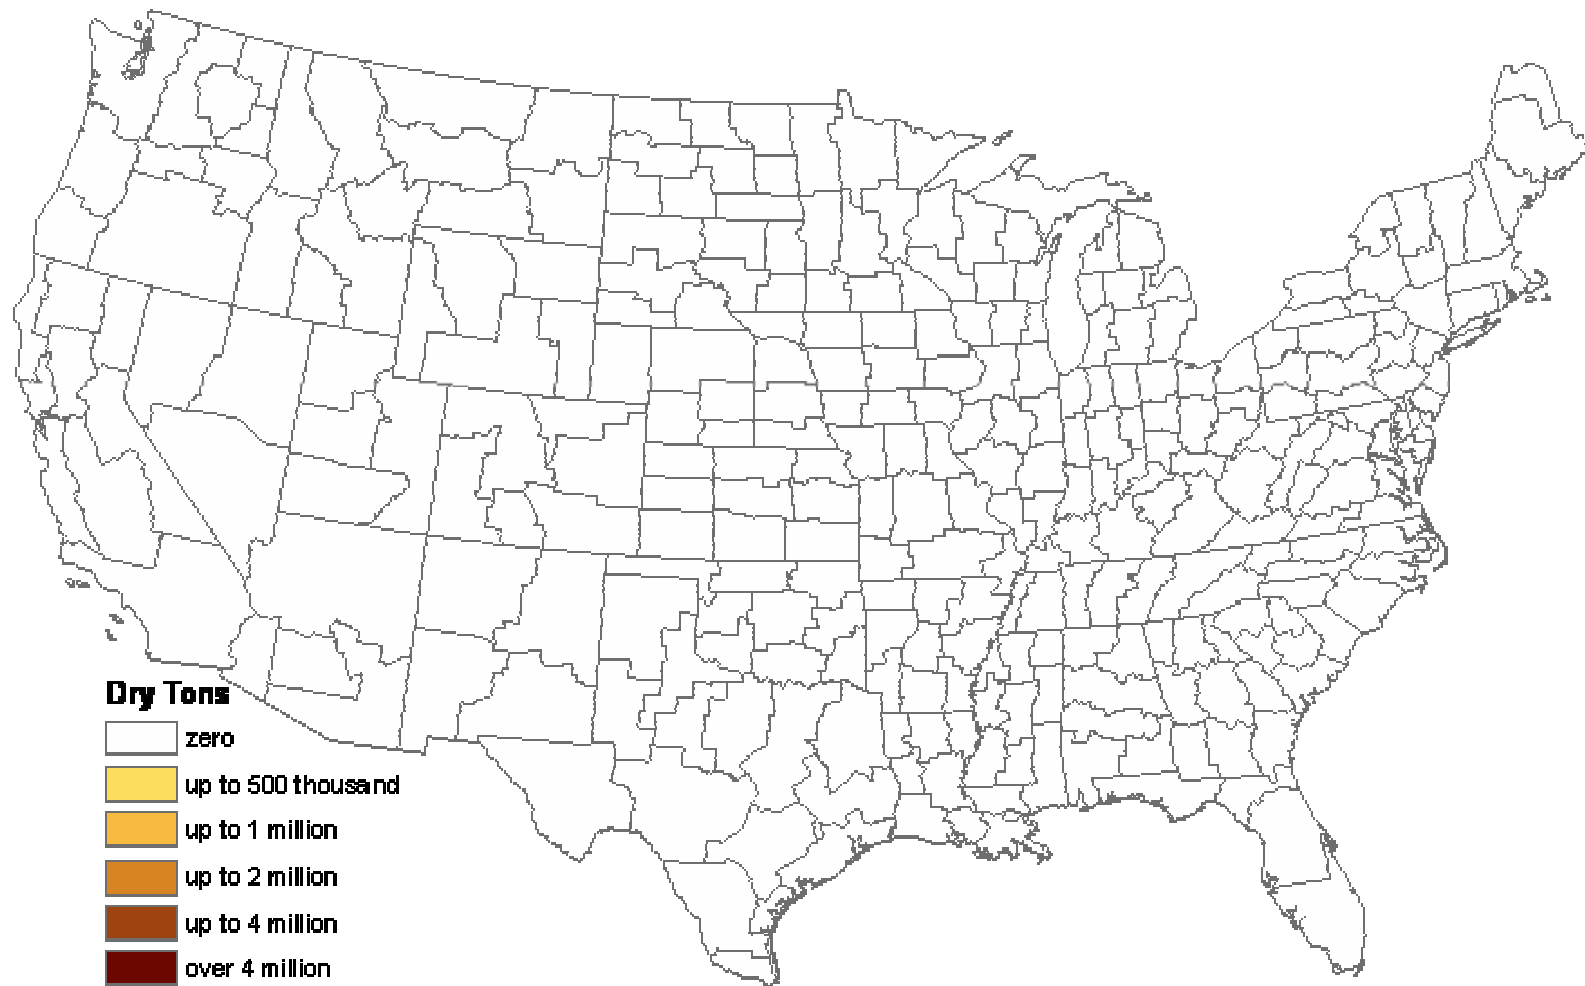 Dry Tons
zero
up to 500 thousand
up to 1 million
up to 2 million
up to 4 million
over 4 million